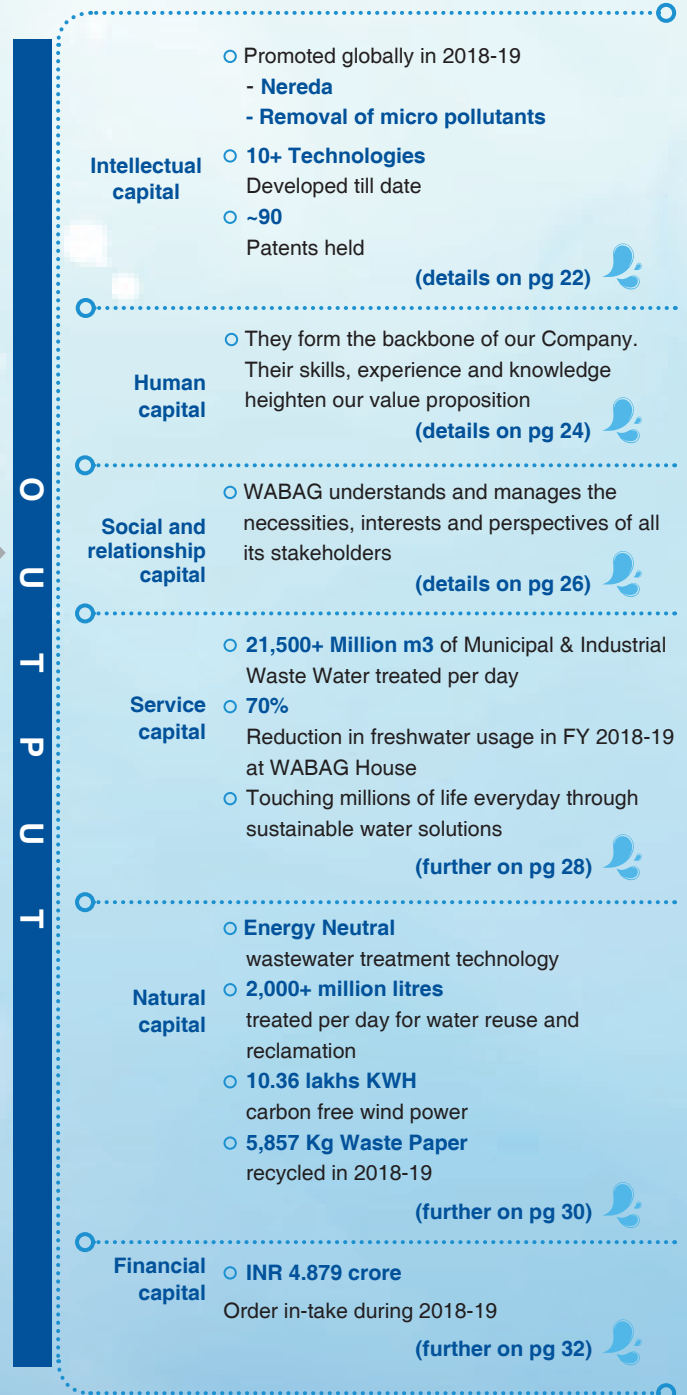 OUTPUT
Intellectual
capital
Promoted globally in 2018-19
- Nereda
- Removal of micro pollutants
10+ Technologies
Developed till date
~90
Patents held
(details on pg 22)
Human
capital
They form the backbone of our Company.
Their skills, experience and knowledge
heighten our value proposition
(details on pg 24)
Social and
relationship
capital
WABAG understands and manages the
necessities, interests and perspectives of all
its stakeholders
(details on pg 26)
Service
capital
21,500+ Million m3 of Municipal & Industrial
Waste Water treated per day
70%
Reduction in freshwater usage in FY 2018-19
at WABAG House
Touching millions of life everyday through
sustainable water solutions
(further on pg 28)
Natural
capital
Energy Neutral
wastewater treatment technology
2,000+ million litres
treated per day for water reuse and
reclamation
10.36 lakhs KWH
carbon free wind power
5,857 Kg Waste Paper
recycled in 2018-19
(further on pg 30)
Financial
capital
INR 4.879 crore
Order in-take during 2018-19
(further on pg 32)